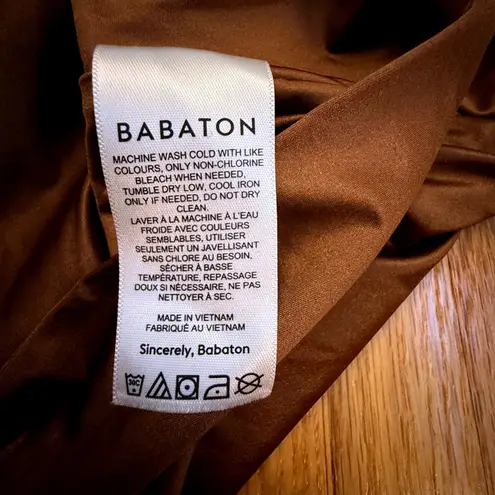 BABATON
MACHINE WASH COLD WITH LIKE
COLOURS, ONLY NON-CHLORINE
BLEACH WHEN NEEDED,
TUMBLE DRY LOW, COOL IRON
ONLY IF NEEDED, DO NOT DRY
CLEAN.
LAVER À LA MACHINE À L'EAU
FROIDE AVEC COULEURS
SEMBLABLES, UTILISER
SEULEMENT UN JAVELLISANT
SANS CHLORE AU BESOIN,
SÉCHER À BASSE
TEMPÉRATURE, REPASSAGE
DOUX SI NÉCESSAIRE, NE PAS
NETTOYER À SEC.
MADE IN VIETNAM
FABRIQUÉ AU VIETNAM
Sincerely, Babaton
30C